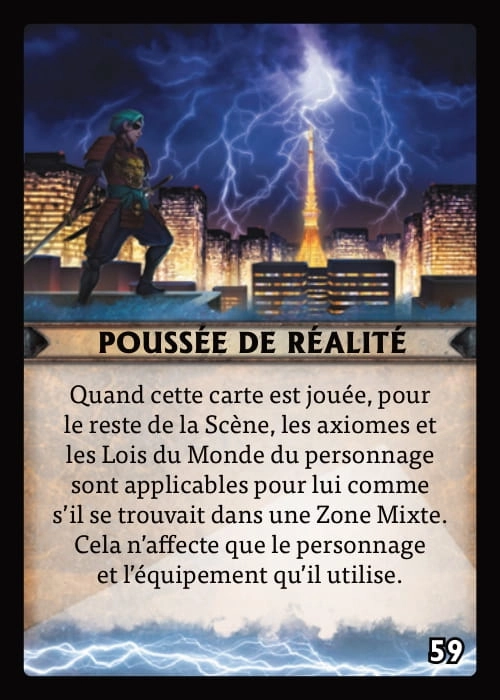 POUSSÉE DE RÉALITÉ
Quand cette carte est jouée, pour
le reste de la Scène, les axiomes et
les Lois du Monde du personnage
sont applicables pour lui comme
s'il se trouvait dans une Zone Mixte.
Cela n'affecte que le personnage
et l'équipement qu'il utilise.
59